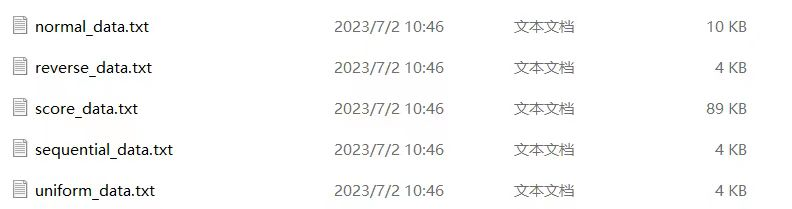 normal_data.txt 2023/7/2 10:46 文本文档 10 KB
reverse_data.txt 2023/7/2 10:46 文本文档 4 KB
score_data.txt 2023/7/2 10:46 文本文档 89 KB
sequential_data.txt 2023/7/2 10:46 文本文档 4 KB
uniform_data.txt 2023/7/2 10:46 文本文档 4 KB